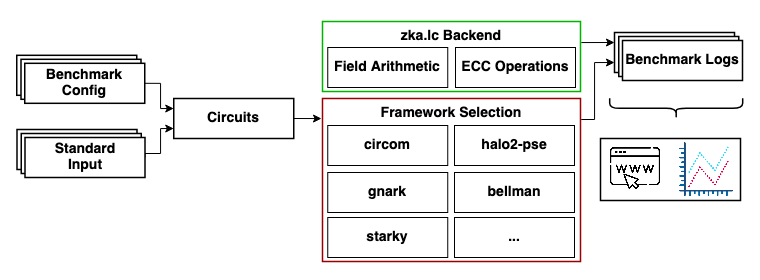 Benchmark
Config
Standard
Input
Circuits
zka.lc Backend
Field Arithmetic
ECC Operations
Framework Selection
circom
halo2-pse
gnark
bellman
starky
...
Benchmark Logs
WWW